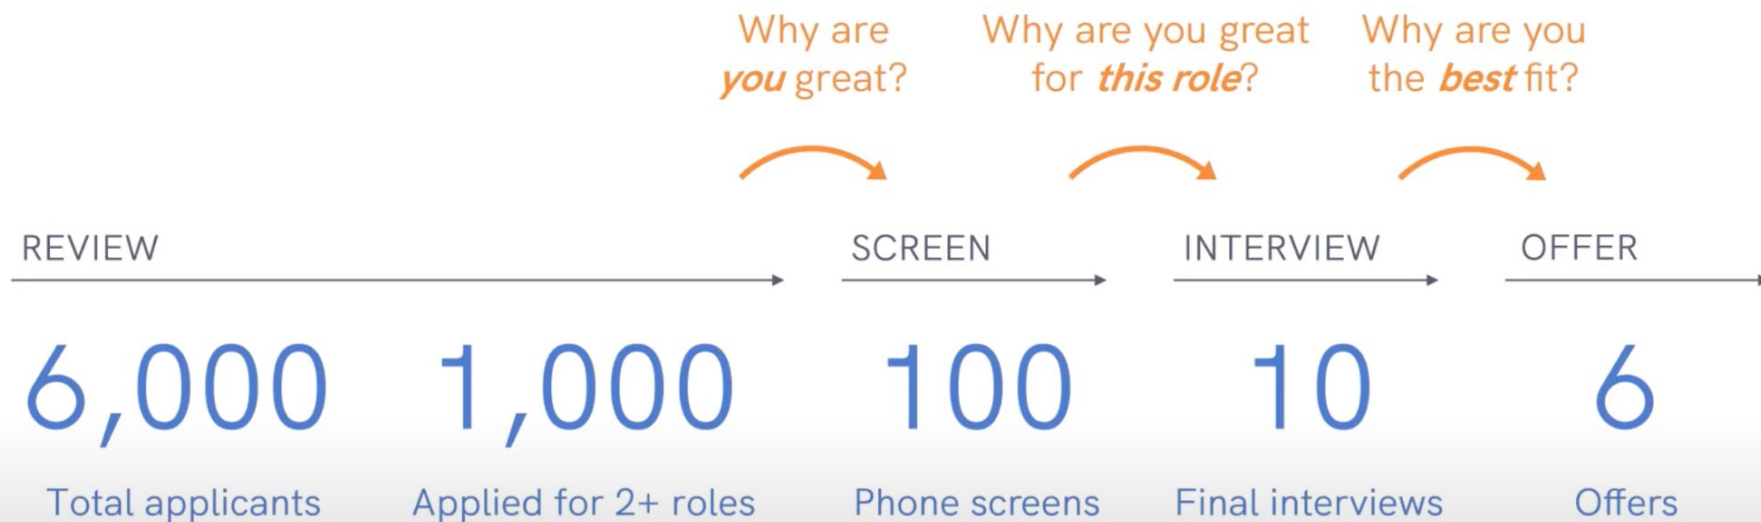 Why are
you great?
Why are you great
for this role?
Why are you
the best fit?
REVIEW
SCREEN
INTERVIEW
OFFER
6,000
1,000
100
10
6
Total applicants
Applied for 2+ roles
Phone screens
Final interviews
Offers